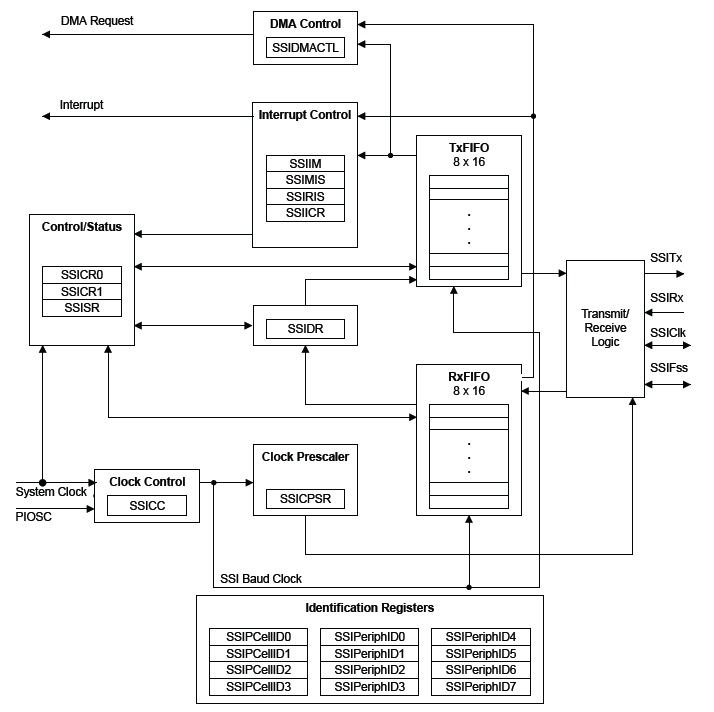 DMA Request
DMA Control
SSIDMACTL
Interrupt
Interrupt Control
SSIIM
SSIMIS
SSIRIS
SSIICR
TxFIFO
8 x 16
.
.
.
Control/Status
SSICR0
SSICR1
SSISR
SSIDR
Transmit/
Receive
Logic
SSITx
SSIRx
SSIClk
SSIFss
RxFIFO
8 x 16
.
.
.
Clock Prescaler
SSICPSR
Clock Control
SSICC
System Clock
PIOSC
SSI Baud Clock
Identification Registers
SSIPCellID0 SSIPeriphID0 SSIPeriphID4
SSIPCellID1 SSIPeriphID1 SSIPeriphID5
SSIPCellID2 SSIPeriphID2 SSIPeriphID6
SSIPCellID3 SSIPeriphID3 SSIPeriphID7